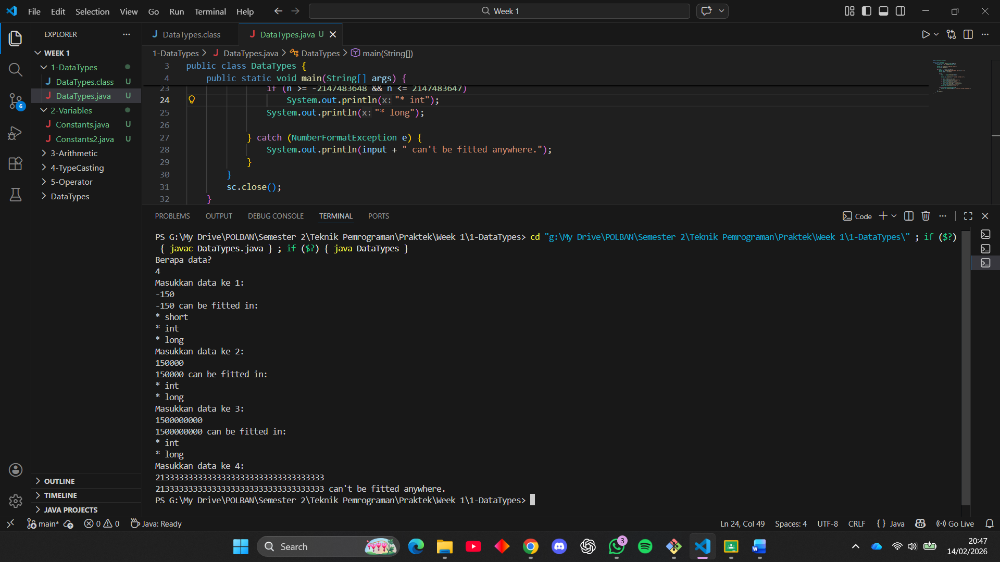 File Edit Selection View Go Run Terminal Help
Week 1
EXPLORER
WEEK 1
1-DataTypes
DataTypes.class U
DataTypes.java U
2-Variables
Constants.java U
Constants2.java U
3-Arithmetic
4-TypeCasting
5-Operator
DataTypes
OUTLINE
TIMELINE
JAVA PROJECTS
6
DataTypes.class
DataTypes.java U
1-DataTypes > DataTypes.java > DataTypes > main(String[])
3 public class DataTypes {
4 public static void main(String[] args) {
23 if (n >= -2147483648 && n <= 2147483647)
24 System.out.println(x: "* int");
25 System.out.println(x: "* long");
26
27 } catch (NumberFormatException e) {
28 System.out.println(input + " can't be fitted anywhere.");
29 }
30 }
31 sc.close();
32 }
PROBLEMS OUTPUT DEBUG CONSOLE TERMINAL PORTS
Code
PS G:\My Drive\POLBAN\Semester 2\Teknik Pemrograman\Praktek\Week 1\1-DataTypes> cd "g:\My Drive\POLBAN\Semester 2\Teknik Pemrograman\Praktek\Week 1\1-DataTypes\" ; if ($?)
{ javac DataTypes.java } ; if ($?) { java DataTypes }
Berapa data?
4
Masukkan data ke 1:
-150
-150 can be fitted in:
* short
* int
* long
Masukkan data ke 2:
150000
150000 can be fitted in:
* int
* long
Masukkan data ke 3:
1500000000
1500000000 can be fitted in:
* int
* long
Masukkan data ke 4:
213333333333333333333333333333333333
213333333333333333333333333333333333 can't be fitted anywhere.
PS G:\My Drive\POLBAN\Semester 2\Teknik Pemrograman\Praktek\Week 1\1-DataTypes>
main* 0 0 Java: Ready
Ln 24, Col 49 Spaces: 4 UTF-8 CRLF {} Java Go Live
Search
3
20:47
14/02/2026